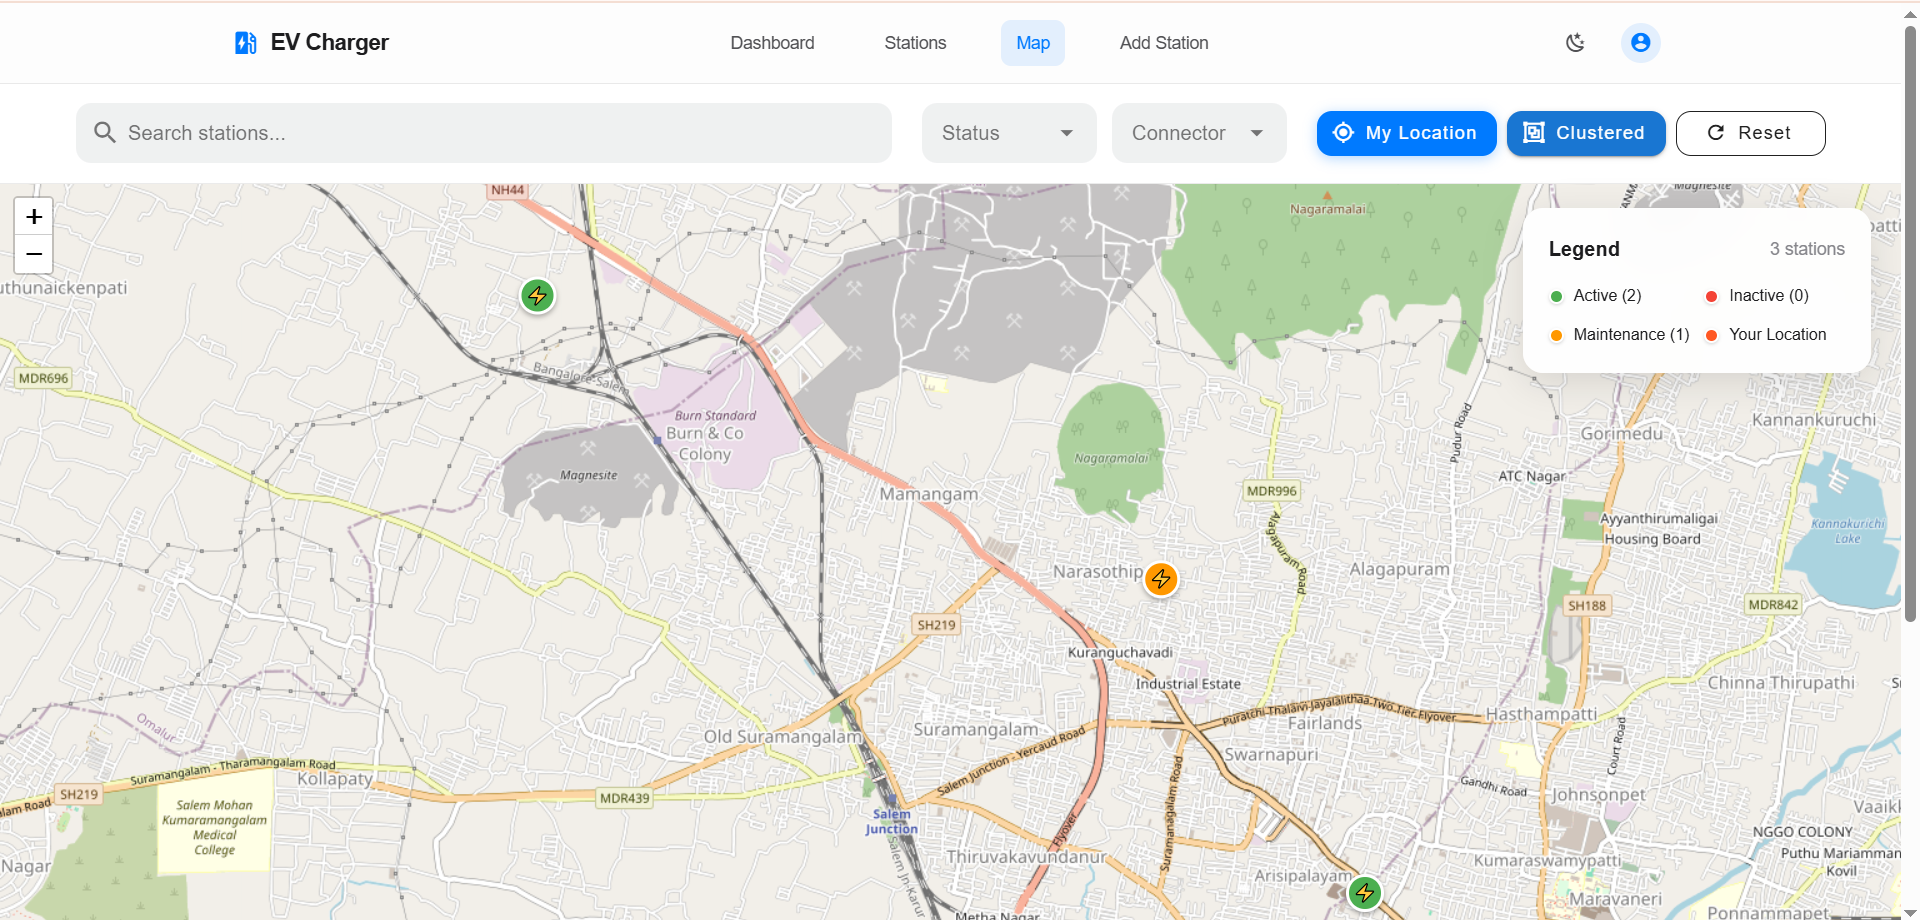 EV Charger
Dashboard
Stations
Map
Add Station
Search stations...
Status
Connector
My Location
Clustered
Reset
+
−
Legend
3 stations
Active (2)
Inactive (0)
Maintenance (1)
Your Location
NH44
Nagaramalai
Magnesite
uthunaickenpati
MDR696
Bangalore-Salem
Burn Standard
Burn & Co
Colony
Magnesite
Mamangam
Nagaramalai
MDR996
Alagapuram Road
Pudur Road
Gorimedu
Kannankuruchi
ATC Nagar
Ayyanthirumaligai
Housing Board
Kannakurichi
Lake
Narasothip
Alagapuram
SH188
MDR842
SH219
Kuranguchavadi
Industrial Estate
Chinna Thirupathi
Omalur
Old Suramangalam
Suramangalam
Puratchi-Thalaivi-Jayalalithaa-Two-Tier-Flyover
Fairlands
Hasthampatti
Swarnapuri
Court Road
Salem Junction - Yercaud Road
Suramangalam - Tharamangalam Road
Kollapaty
SH219
alam Road
MDR439
Salem Mohan
Kumaramangalam
Medical
College
Salem
Junction
Flyover
Suramanagalam Road
Gandhi Road
Johnsonpet
Vaaikk
NGGO COLONY
Puthu Mariamman
Kovil
Nagar
Salem Jn-Karur
Thiruvakavundanur
Arisipalayam
Kumaraswamypatti
Maravaneri
Metha Nagar
Ponnammapet